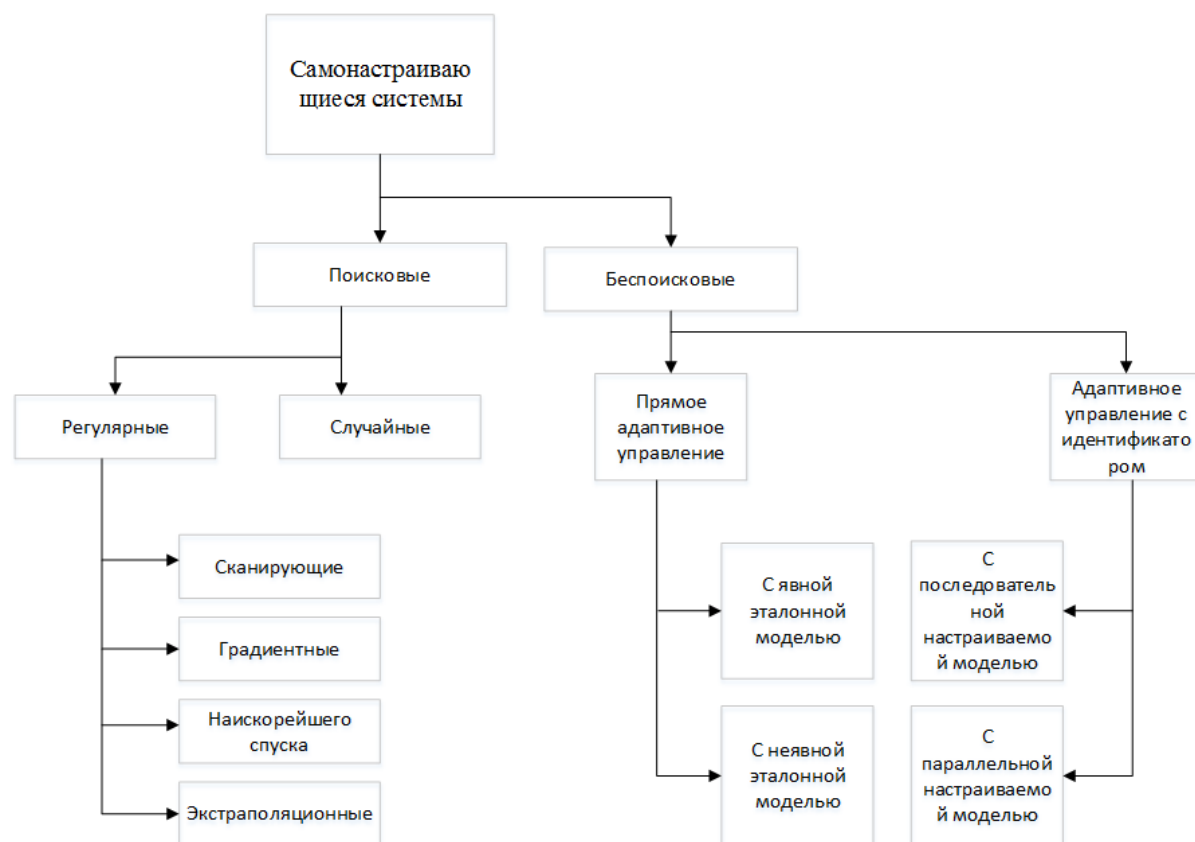 Самонастраиваю
щиеся системы
Поисковые
Беспоисковые
Регулярные
Случайные
Прямое
адаптивное
управление
Адаптивное
управление с
идентификато
ром
Сканирующие
Градиентные
Наискорейшего
спуска
Экстраполяционные
С явной
эталонной
моделью
С
последователь
ной
настраиваемо
й моделью
С неявной
эталонной
моделью
С
параллельной
настраиваемо
й моделью